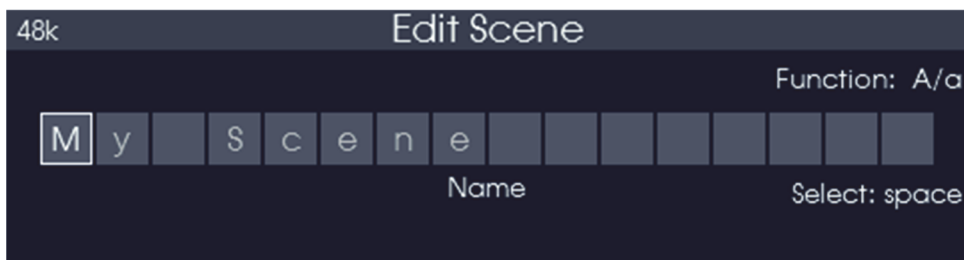 48k Edit Scene
Function: A/a
My Scene
Name
Select: space